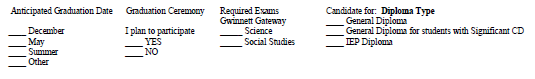 Anticipated Graduation Date Graduation Ceremony Required Exams Candidate for: Diploma Type
Gwinnett Gateway ____ General Diploma
____ December I plan to participate ____ Science ____ General Diploma for students with Significant CD
____ May ____ YES ____ Social Studies ____ IEP Diploma
____ Summer ____ NO
____ Other